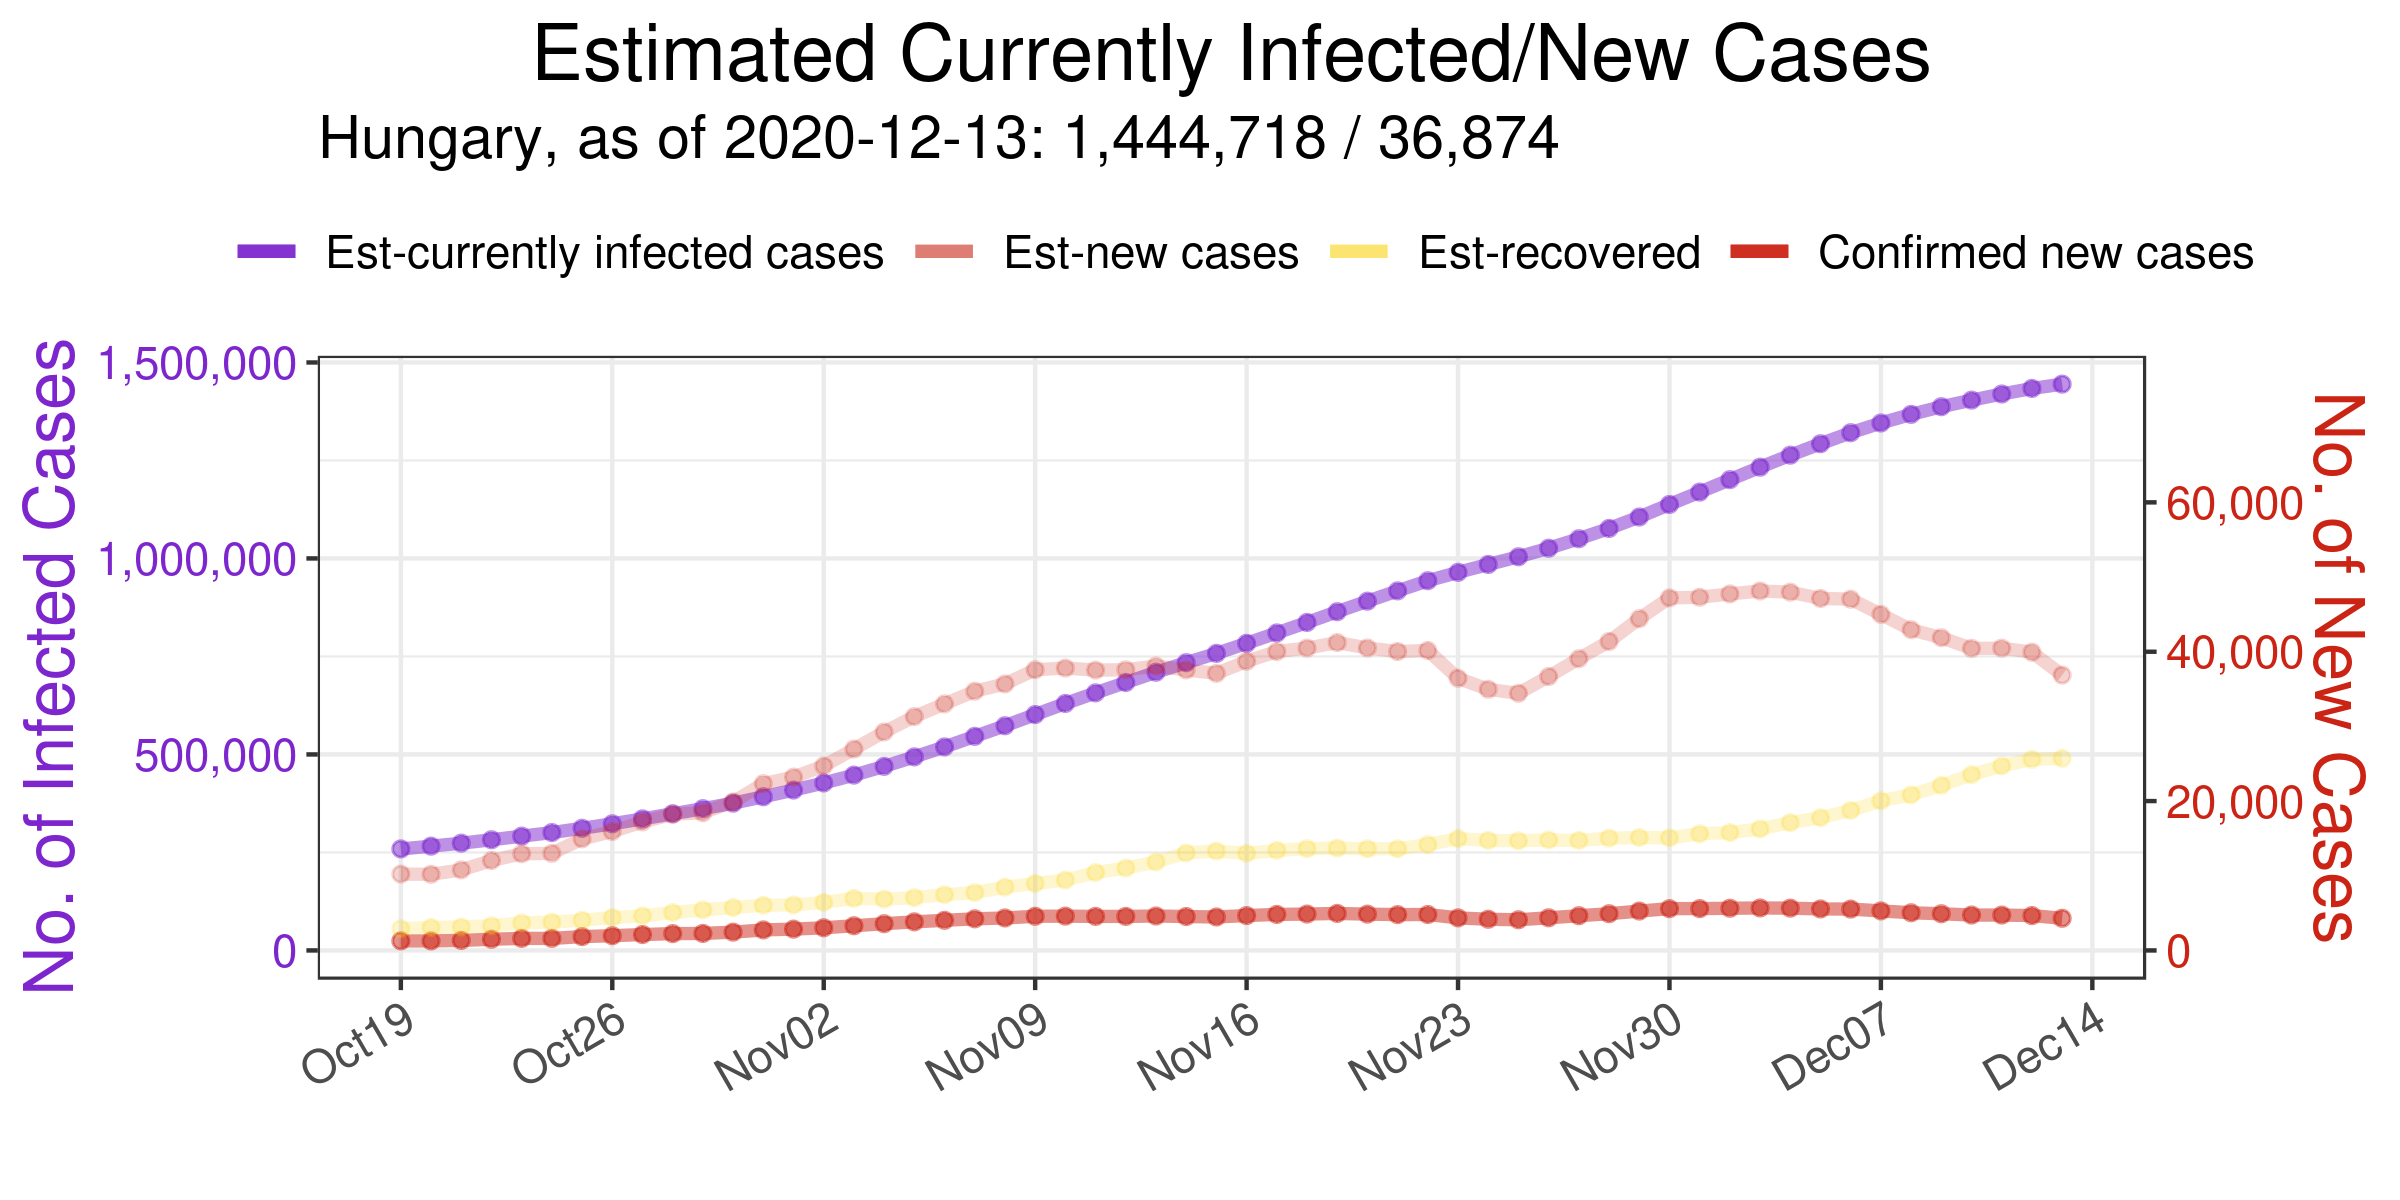 Estimated Currently Infected/New Cases
Hungary, as of 2020-12-13: 1,444,718 / 36,874
Est-currently infected cases Est-new cases Est-recovered Confirmed new cases
No. of Infected Cases
1,500,000
1,000,000
500,000
0
60,000
40,000
20,000
0
No. of New Cases
Oct19 Oct26 Nov02 Nov09 Nov16 Nov23 Nov30 Dec07 Dec14